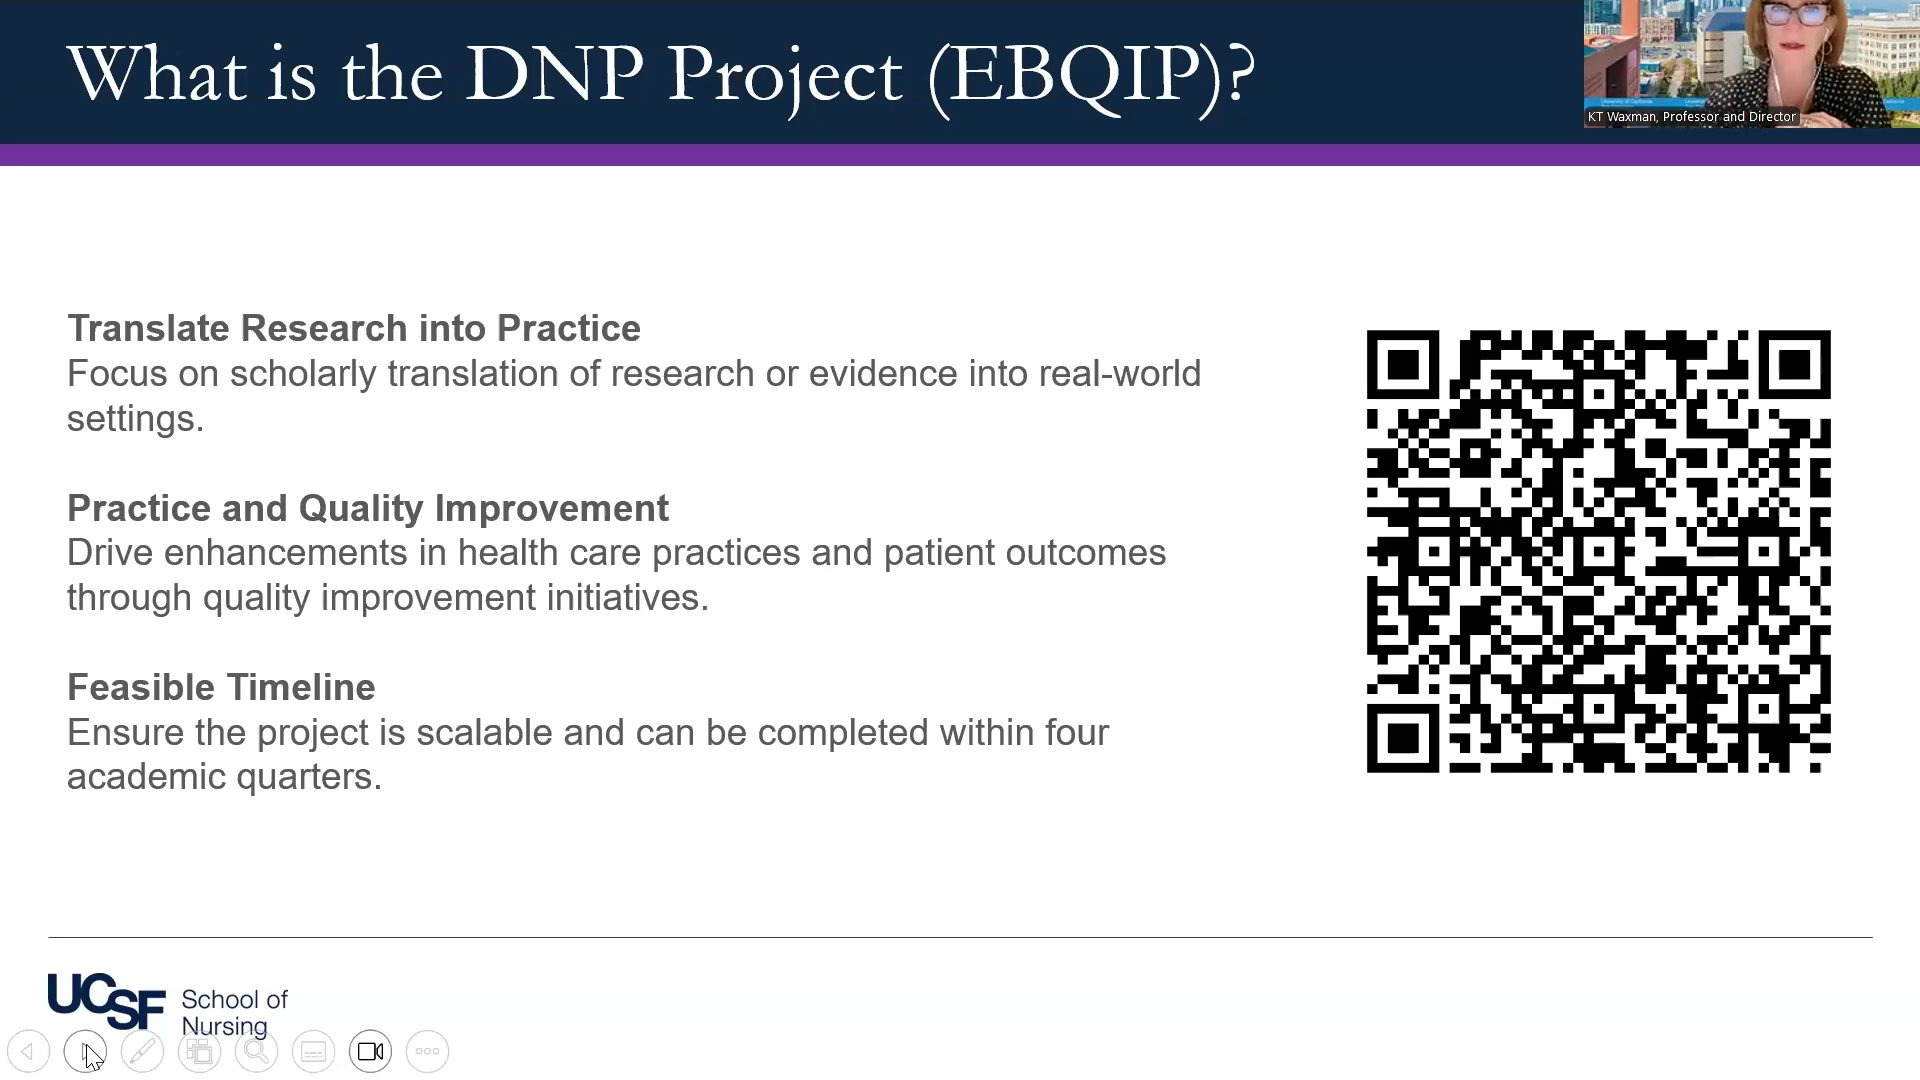 What is the DNP Project (EBQIP)?
KT Waxman, Professor and Director
Translate Research into Practice
Focus on scholarly translation of research or evidence into real-world
settings.
Practice and Quality Improvement
Drive enhancements in health care practices and patient outcomes
through quality improvement initiatives.
Feasible Timeline
Ensure the project is scalable and can be completed within four
academic quarters.
UCSF School of
Nursing